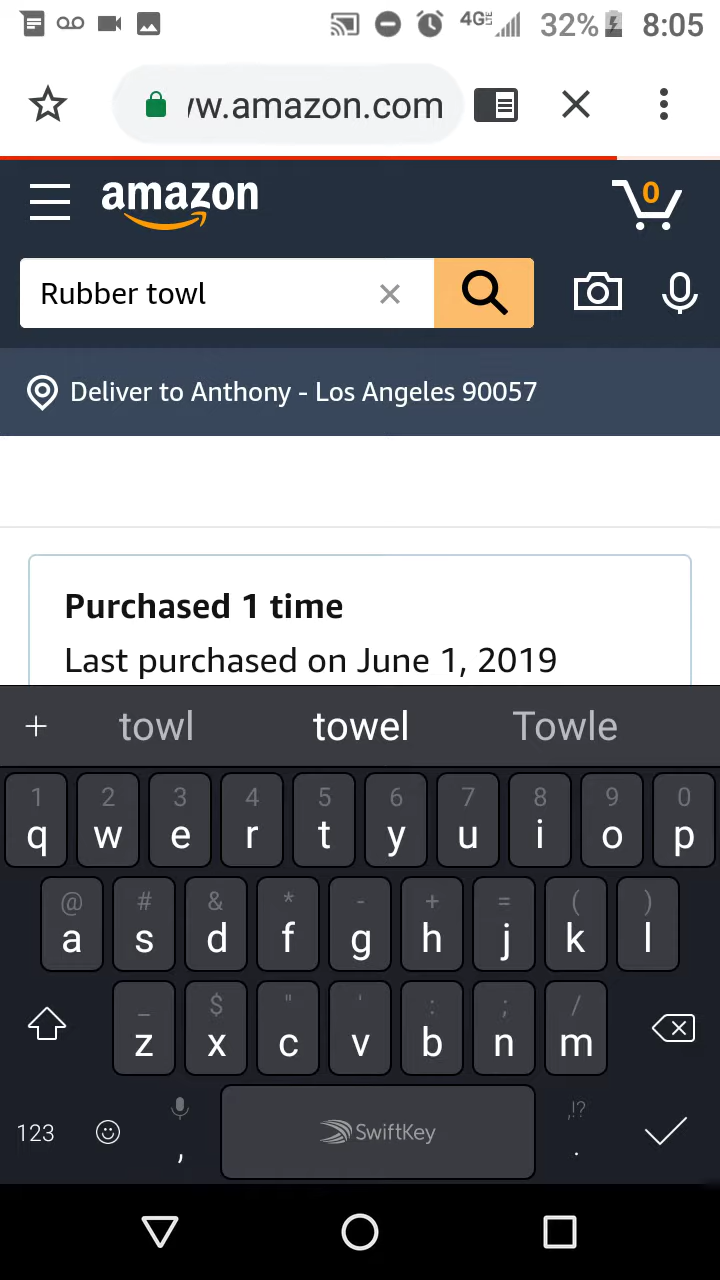 4G LTE 32% 8:05
/w.amazon.com
amazon 0
Rubber towl
Deliver to Anthony - Los Angeles 90057
Purchased 1 time
Last purchased on June 1, 2019
+ towl towel Towle
1 2 3 4 5 6 7 8 9 0
q w e r t y u i o p
@ # & * - + = ( )
a s d f g h j k l
_ $ " ' : ; /
z x c v b n m
123 , SwiftKey ,!? .